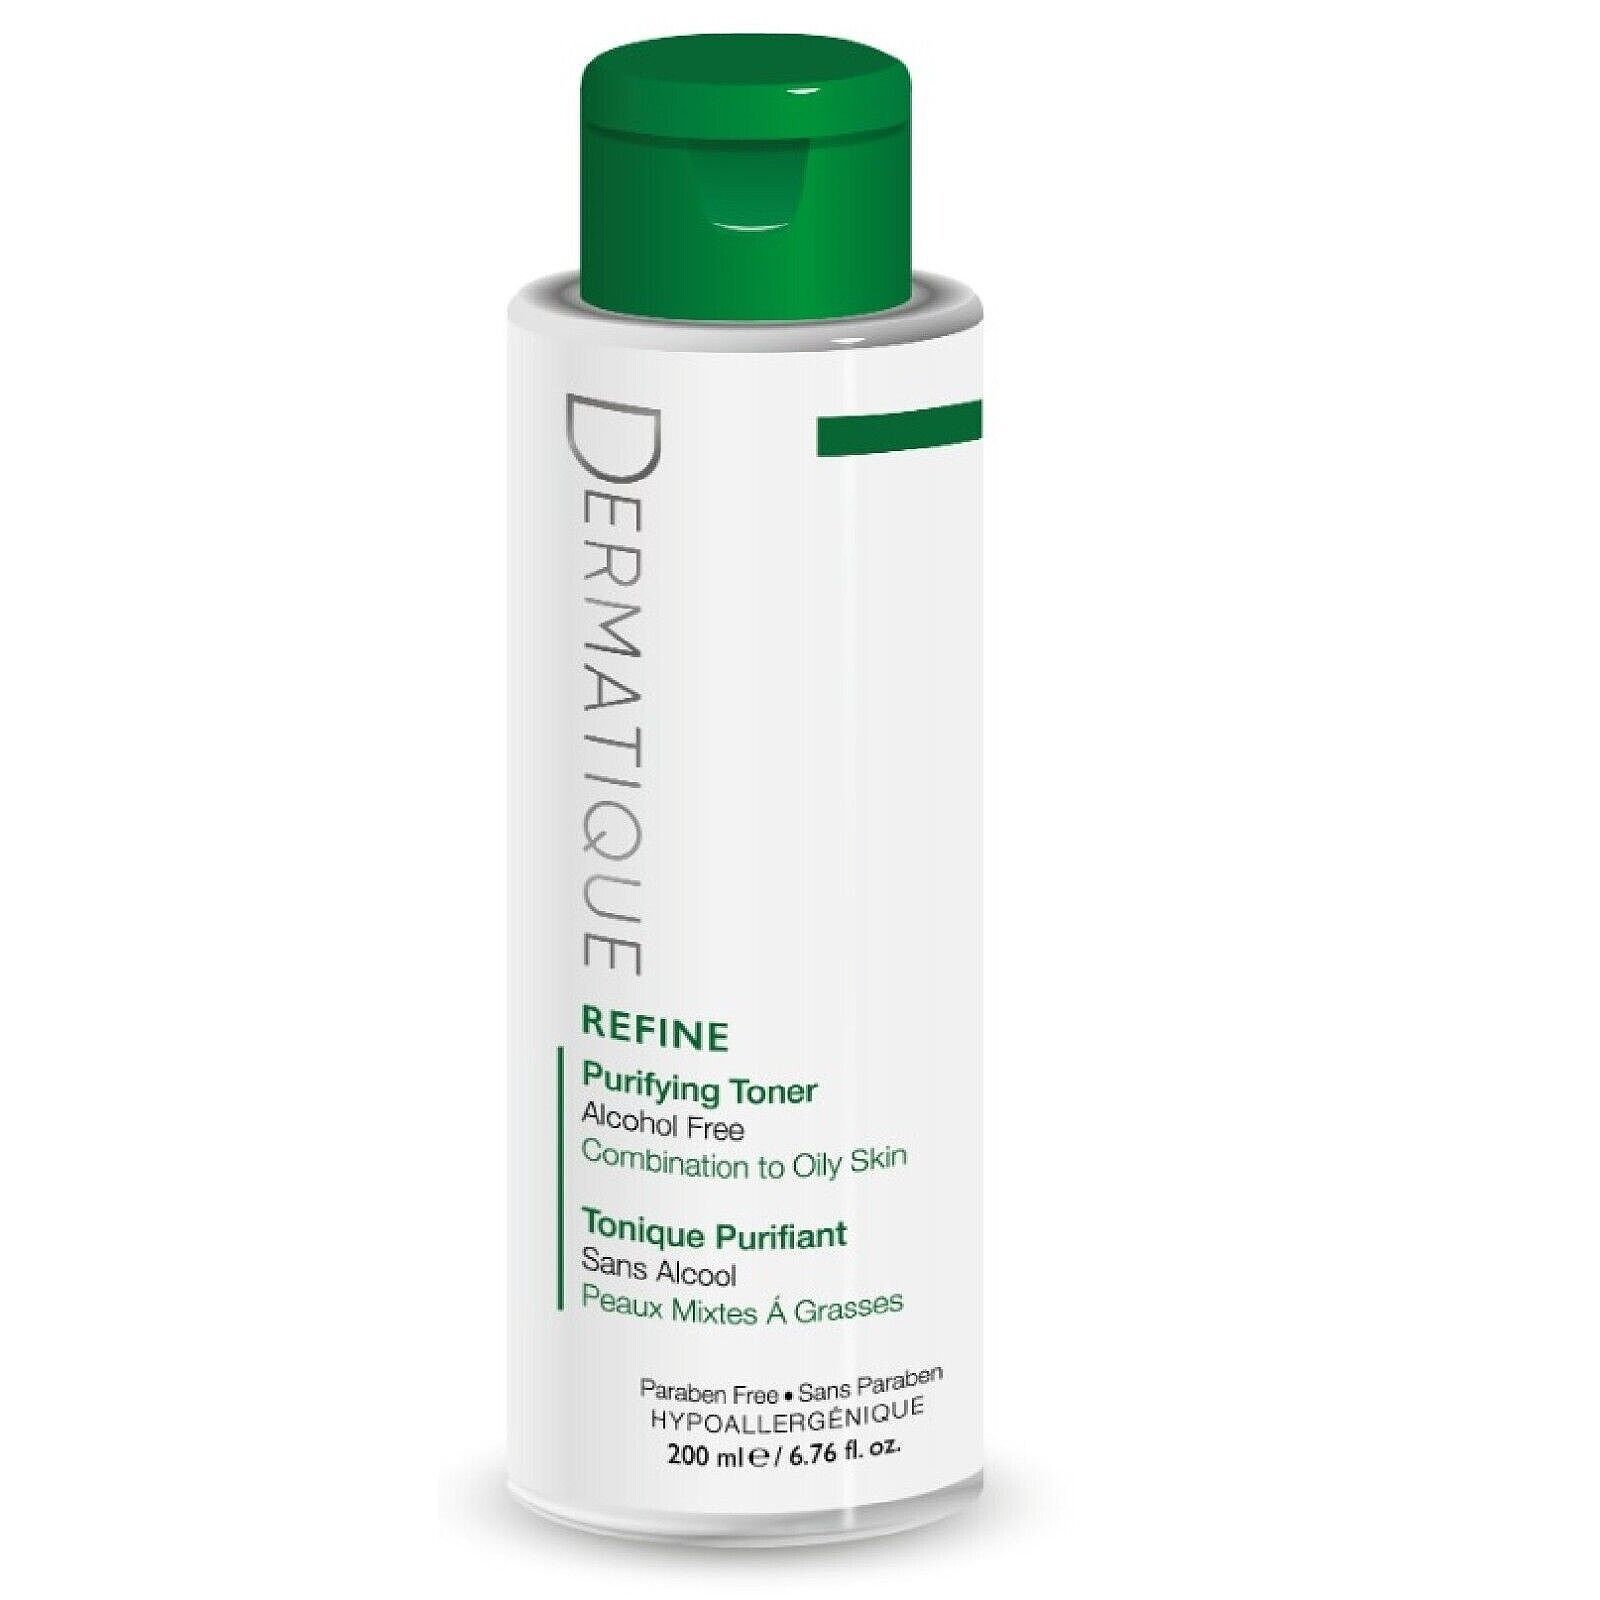 DERMATIQUE
REFINE
Purifying Toner
Alcohol Free
Combination to Oily Skin
Tonique Purifiant
Sans Alcool
Peaux Mixtes Á Grasses
Paraben Free • Sans Paraben
HYPOALLERGÉNIQUE
200 ml ℮ / 6.76 fl. oz.